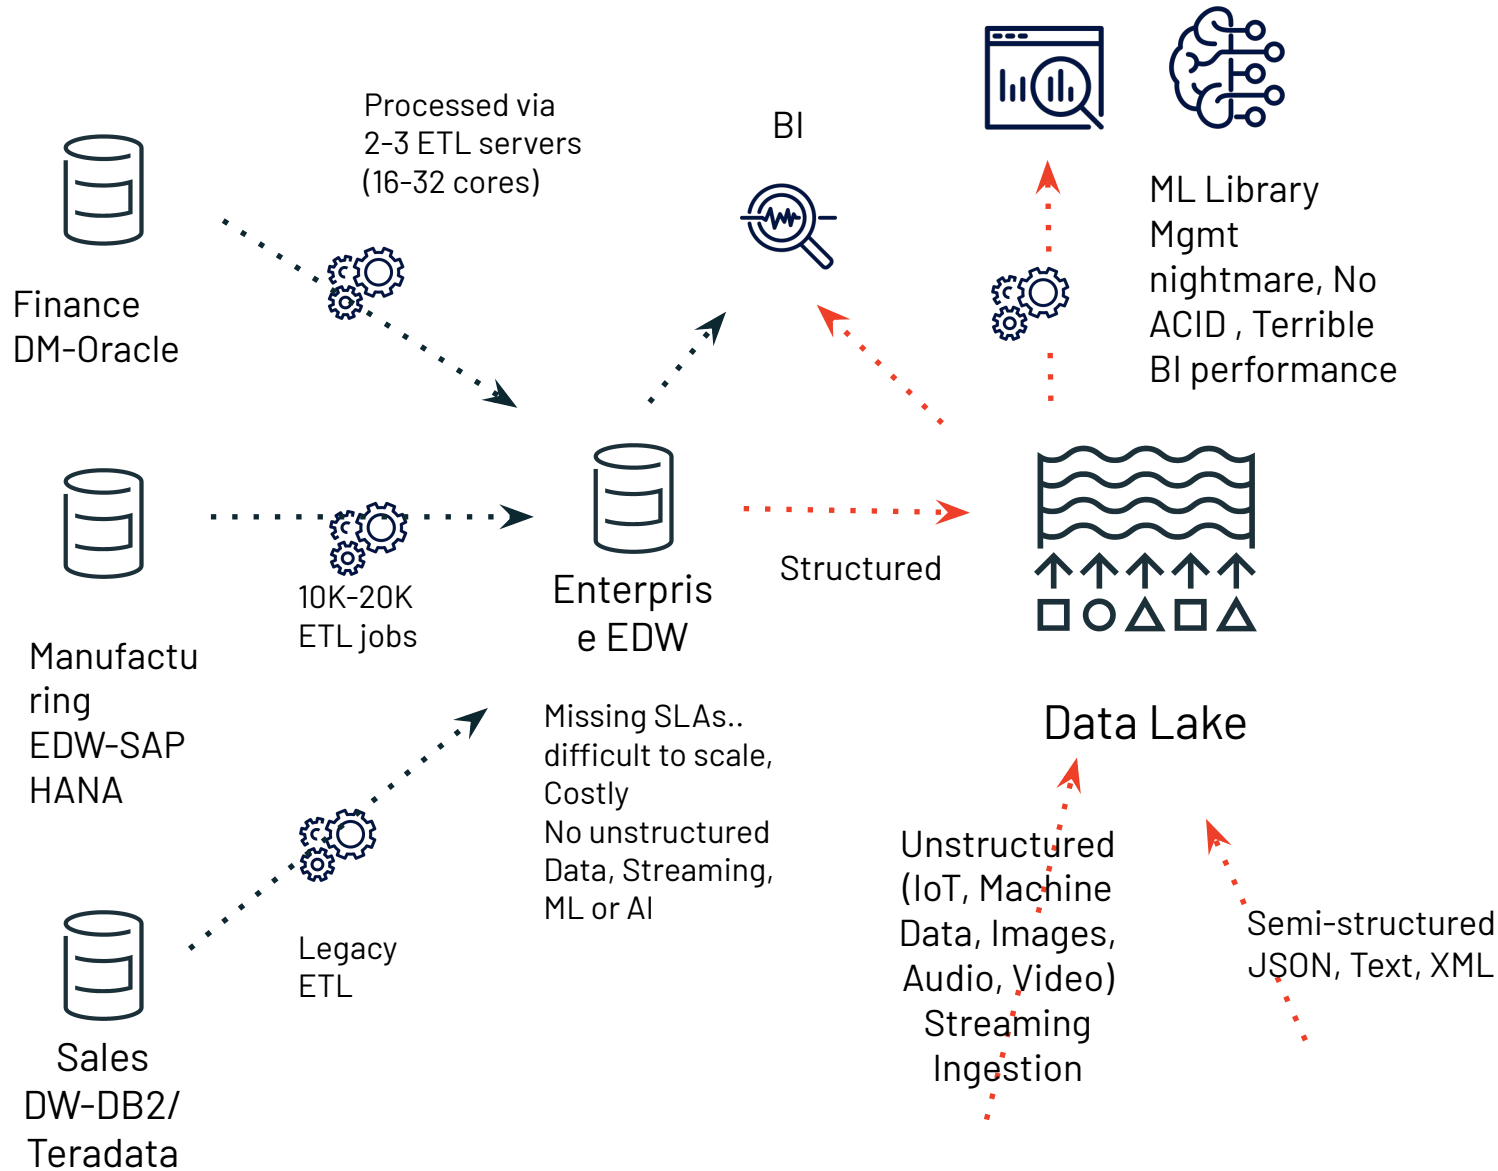 Processed via
2-3 ETL servers
(16-32 cores)
BI
ML Library
Mgmt
nightmare, No
ACID , Terrible
BI performance
Finance
DM-Oracle
10K-20K
ETL jobs
Enterpris
e EDW
Structured
Manufactu
ring
EDW-SAP
HANA
Missing SLAs..
difficult to scale,
Costly
No unstructured
Data, Streaming,
ML or AI
Data Lake
Unstructured
(IoT, Machine
Data, Images,
Audio, Video)
Streaming
Ingestion
Semi-structured
JSON, Text, XML
Legacy
ETL
Sales
DW-DB2/
Teradata